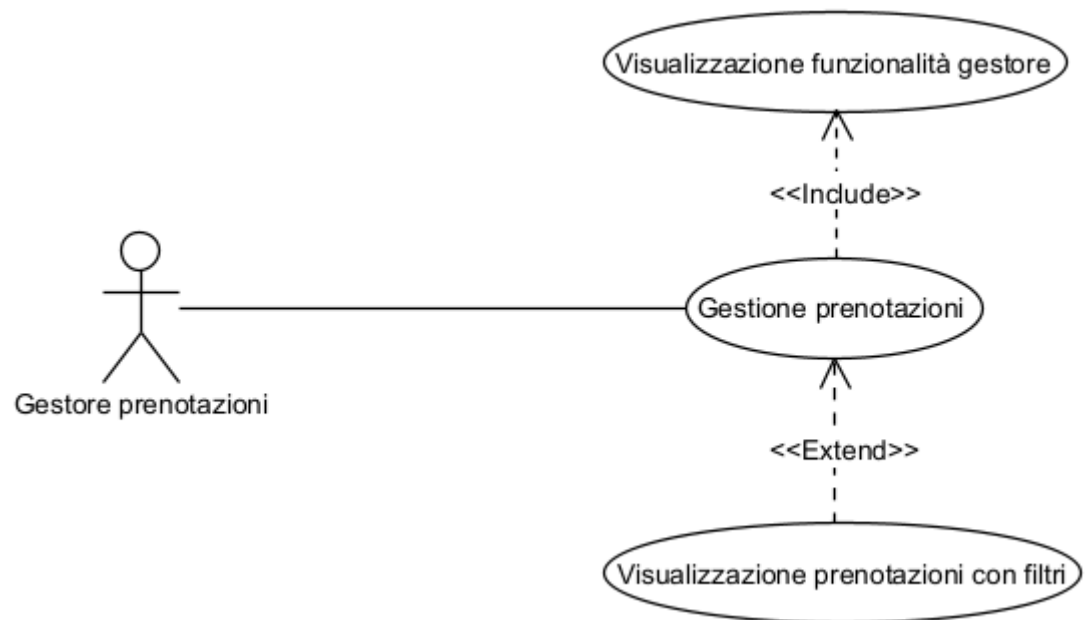 Visualizzazione funzionalità gestore
<<Include>>
Gestione prenotazioni
Gestore prenotazioni
<<Extend>>
Visualizzazione prenotazioni con filtri